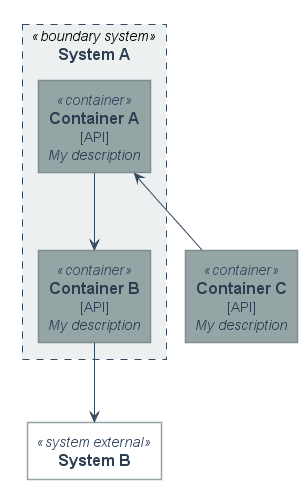 «boundary system»
System A
«container»
Container A
[API]
My description
«container»
Container B
[API]
My description
«container»
Container C
[API]
My description
«system external»
System B